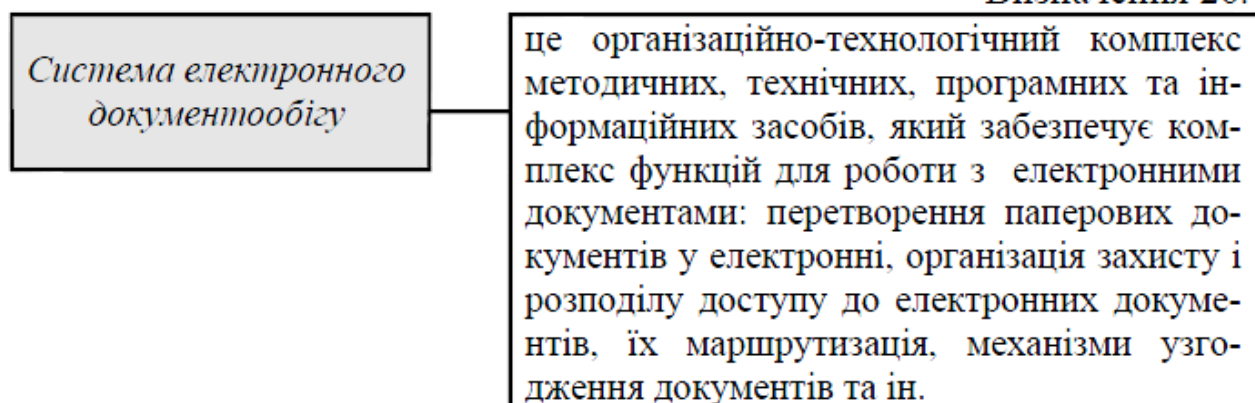 Система електронного
документообігу
це організаційно-технологічний комплекс
методичних, технічних, програмних та ін-
формаційних засобів, який забезпечує ком-
плекс функцій для роботи з електронними
документами: перетворення паперових до-
кументів у електронні, організація захисту і
розподілу доступу до електронних докуме-
нтів, їх маршрутизація, механізми узго-
дження документів та ін.